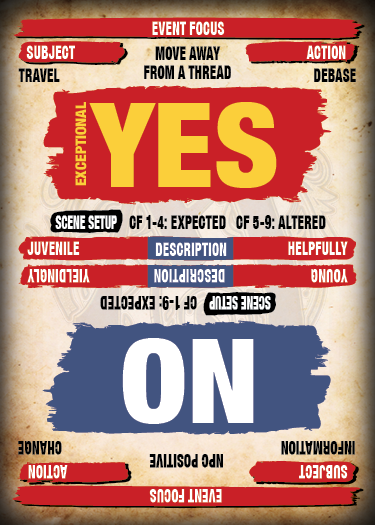 EVENT FOCUS
SUBJECT MOVE AWAY ACTION
TRAVEL FROM A THREAD DEBASE
EXCEPTIONAL
YES
SCENE SETUP CF 1-4: EXPECTED CF 5-9: ALTERED
JUVENILE DESCRIPTION HELPFULLY
EVENT FOCUS
SUBJECT NPC POSITIVE ACTION
INFORMATION CHANGE
NO
SCENE SETUP CF 1-9: EXPECTED
YOUNG DESCRIPTION YIELDINGLY